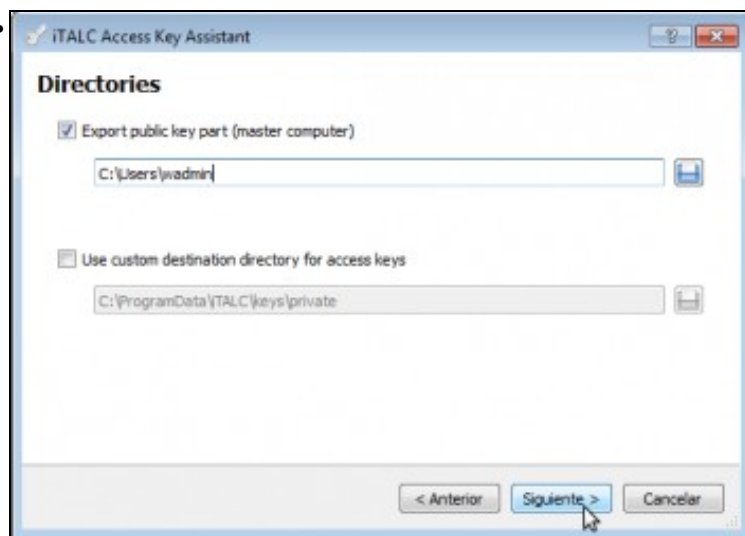 iTALC Access Key Assistant
Directories
Export public key part (master computer)
C:\Users\wadmin
Use custom destination directory for access keys
C:\ProgramData\iTALC\keys\private
< Anterior
Siguiente >
Cancelar